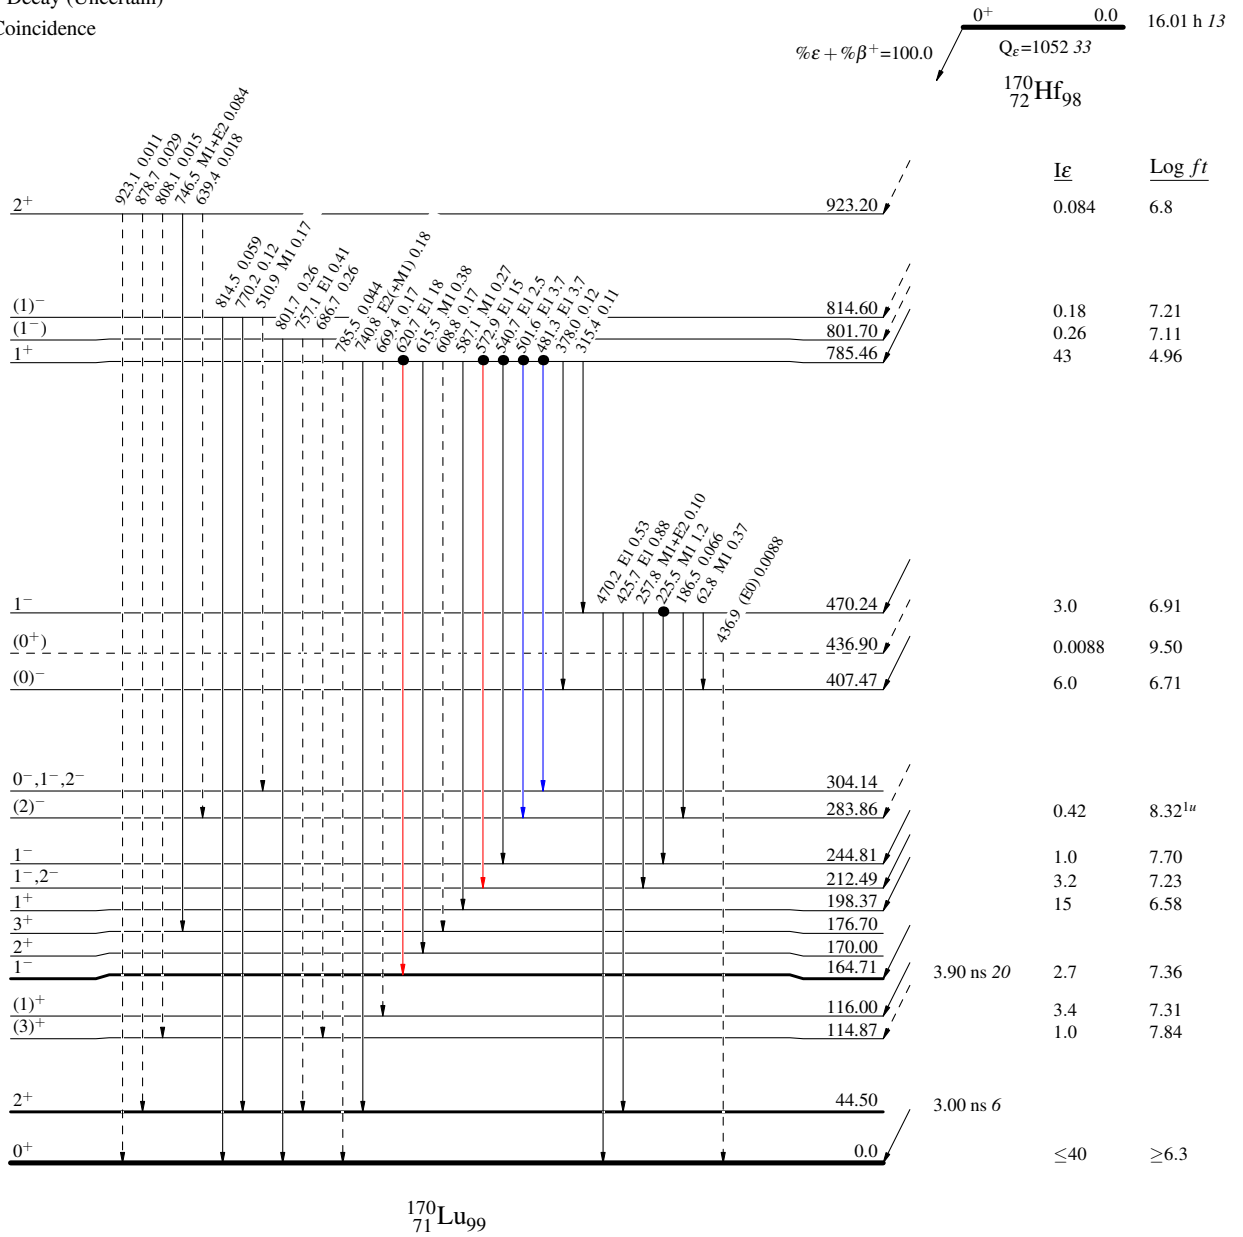 Decay (Uncertain)
Coincidence
0+ 0.0 16.01 h 13
%ε + %β+=100.0 Qε=1052 33
170 72 Hf98
Iε Log ft
923.1 0.011
878.7 0.029
808.1 0.015
746.5 M1+E2 0.084
639.4 0.018
2+ 923.20 0.084 6.8
814.5 0.059
770.2 0.12
510.9 M1 0.17
(1)− 814.60 0.18 7.21
801.7 0.26
757.1 E1 0.41
686.7 0.26
(1−) 801.70 0.26 7.11
785.5 0.044
740.8 E2(+M1) 0.18
669.4 0.17
620.7 E1 18
615.5 M1 0.38
608.8 0.17
587.1 M1 0.27
572.9 E1 15
540.7 E1 2.5
501.6 E1 3.7
481.3 E1 3.7
378.0 0.12
315.4 0.11
1+ 785.46 43 4.96
470.2 E1 0.53
425.7 E1 0.88
257.8 M1+E2 0.10
225.5 M1 1.2
186.5 0.066
62.8 M1 0.37
1− 470.24 3.0 6.91
436.9 (E0) 0.0088
(0+) 436.90 0.0088 9.50
(0)− 407.47 6.0 6.71
0−,1−,2− 304.14
(2)− 283.86 0.42 8.32 1u
1− 244.81 1.0 7.70
1−,2− 212.49 3.2 7.23
1+ 198.37 15 6.58
3+ 176.70
2+ 170.00
1− 164.71 3.90 ns 20 2.7 7.36
(1)+ 116.00 3.4 7.31
(3)+ 114.87 1.0 7.84
2+ 44.50 3.00 ns 6
0+ 0.0 ≤40 ≥6.3
170 71 Lu99